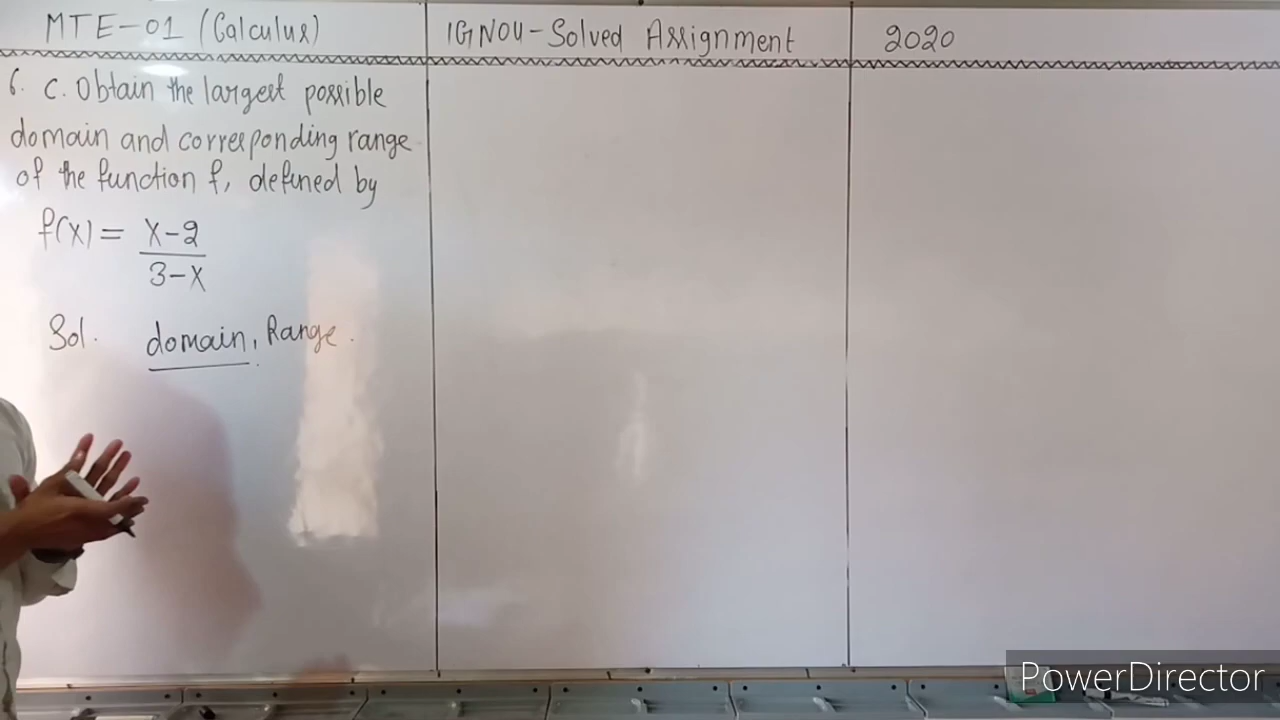 MTE-01 (Calculus)
IGNOU-Solved Assignment
2020
6. C. Obtain the largest possible
domain and corresponding range
of the function f, defined by
f(x) = x-2
3-x
Sol. domain, Range.
PowerDirector